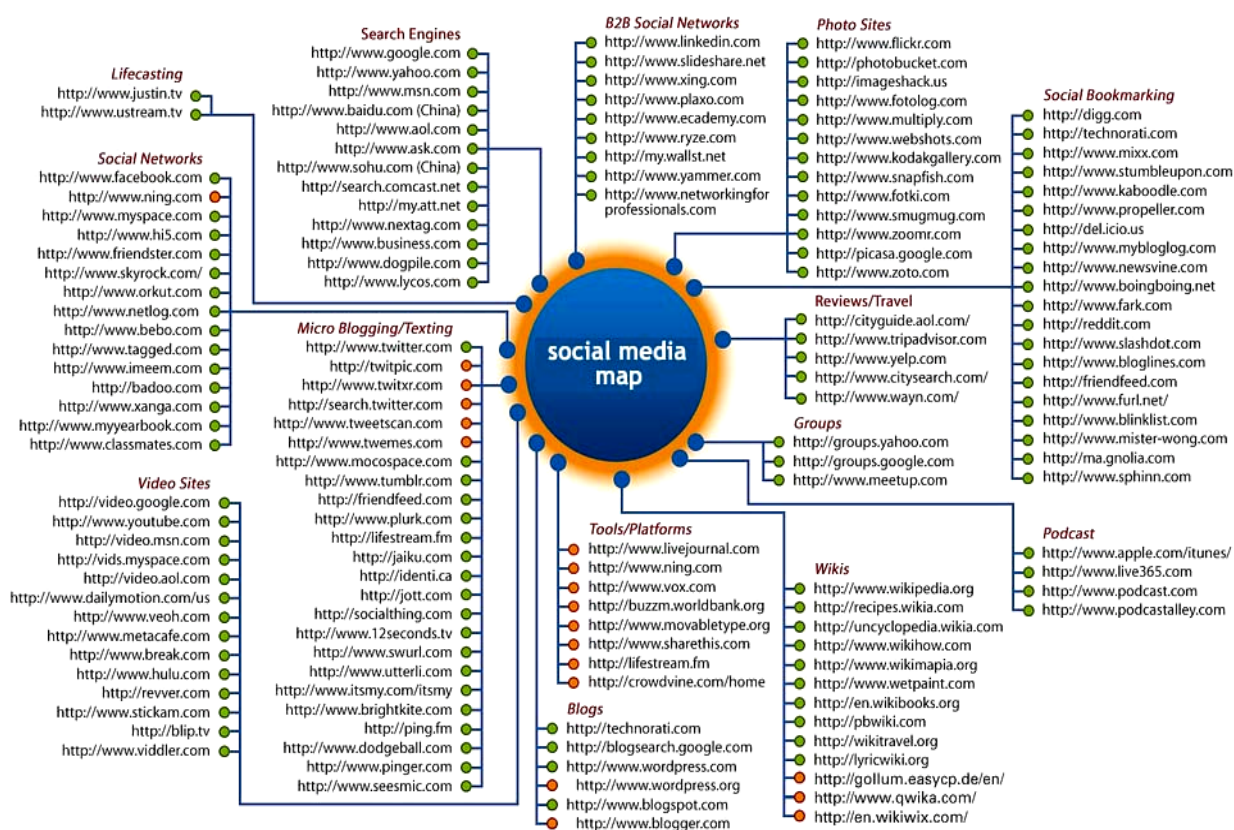 Lifecasting
http://www.justin.tv
http://www.ustream.tv
Social Networks
http://www.facebook.com
http://www.ning.com
http://www.myspace.com
http://www.hi5.com
http://www.friendster.com
http://www.skyrock.com/
http://www.orkut.com
http://www.netlog.com
http://www.bebo.com
http://www.tagged.com
http://www.imeem.com
http://badoo.com
http://www.xanga.com
http://www.myyearbook.com
http://www.classmates.com
Video Sites
http://video.google.com
http://www.youtube.com
http://video.msn.com
http://vids.myspace.com
http://video.aol.com
http://www.dailymotion.com/us
http://www.veoh.com
http://www.metacafe.com
http://www.break.com
http://www.hulu.com
http://revver.com
http://www.stickam.com
http://blip.tv
http://www.viddler.com
Search Engines
http://www.google.com
http://www.yahoo.com
http://www.msn.com
http://www.baidu.com (China)
http://www.aol.com
http://www.ask.com
http://www.sohu.com (China)
http://search.comcast.net
http://my.att.net
http://www.nextag.com
http://www.business.com
http://www.dogpile.com
http://www.lycos.com
Micro Blogging/Texting
http://www.twitter.com
http://twitpic.com
http://www.twitxr.com
http://search.twitter.com
http://www.tweetscan.com
http://www.twemes.com
http://www.mocospace.com
http://www.tumblr.com
http://friendfeed.com
http://www.plurk.com
http://lifestream.fm
http://jaiku.com
http://identi.ca
http://jott.com
http://socialthing.com
http://www.12seconds.tv
http://www.swurl.com
http://www.utterli.com
http://www.itsmy.com/itsmy
http://www.brightkite.com
http://ping.fm
http://www.dodgeball.com
http://www.pinger.com
http://www.seesmic.com
B2B Social Networks
http://www.linkedin.com
http://www.slideshare.net
http://www.xing.com
http://www.plaxo.com
http://www.ecademy.com
http://www.ryze.com
http://my.wallst.net
http://www.yammer.com
http://www.networkingfor
professionals.com
social media
map
Tools/Platforms
http://www.livejournal.com
http://www.ning.com
http://www.vox.com
http://buzzm.worldbank.org
http://www.movabletype.org
http://www.sharethis.com
http://lifestream.fm
http://crowdvine.com/home
Blogs
http://technorati.com
http://blogsearch.google.com
http://www.wordpress.com
http://www.wordpress.org
http://www.blogspot.com
http://www.blogger.com
Photo Sites
http://www.flickr.com
http://photobucket.com
http://imageshack.us
http://www.fotolog.com
http://www.multiply.com
http://www.webshots.com
http://www.kodakgallery.com
http://www.snapfish.com
http://www.fotki.com
http://www.smugmug.com
http://www.zoomr.com
http://picasa.google.com
http://www.zoto.com
Reviews/Travel
http://cityguide.aol.com/
http://www.tripadvisor.com
http://www.yelp.com
http://www.citysearch.com/
http://www.wayn.com/
Groups
http://groups.yahoo.com
http://groups.google.com
http://www.meetup.com
Wikis
http://www.wikipedia.org
http://recipes.wikia.com
http://uncyclopedia.wikia.com
http://www.wikihow.com
http://www.wikimapia.org
http://www.wetpaint.com
http://en.wikibooks.org
http://pbwiki.com
http://wikitravel.org
http://lyricwiki.org
http://gollum.easycp.de/en/
http://www.qwika.com/
http://en.wikiwix.com/
Social Bookmarking
http://digg.com
http://technorati.com
http://www.mixx.com
http://www.stumbleupon.com
http://www.kaboodle.com
http://www.propeller.com
http://del.icio.us
http://www.mybloglog.com
http://www.newsvine.com
http://www.boingboing.net
http://www.fark.com
http://reddit.com
http://www.slashdot.com
http://www.bloglines.com
http://friendfeed.com
http://www.furl.net/
http://www.blinklist.com
http://www.mister-wong.com
http://ma.gnolia.com
http://www.sphinn.com
Podcast
http://www.apple.com/itunes/
http://www.live365.com
http://www.podcast.com
http://www.podcastalley.com